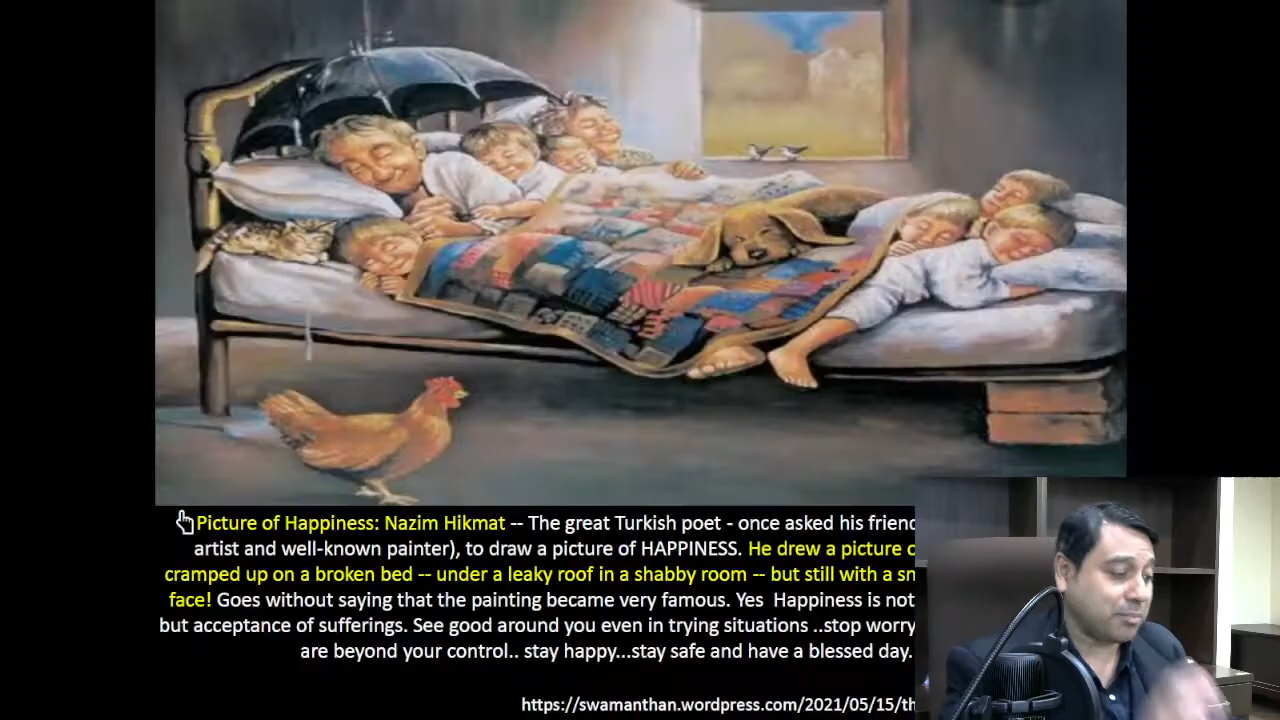 Picture of Happiness: Nazim Hikmat -- The great Turkish poet - once asked his
artist and well-known painter), to draw a picture of HAPPINESS. He drew a picture
cramped up on a broken bed -- under a leaky roof in a shabby room -- but still with a
face! Goes without saying that the painting became very famous. Yes Happiness is not
but acceptance of sufferings. See good around you even in trying situations ..stop
are beyond your control.. stay happy...stay safe and have a blessed day.
https://swamanthan.wordpress.com/2021/05/15/th